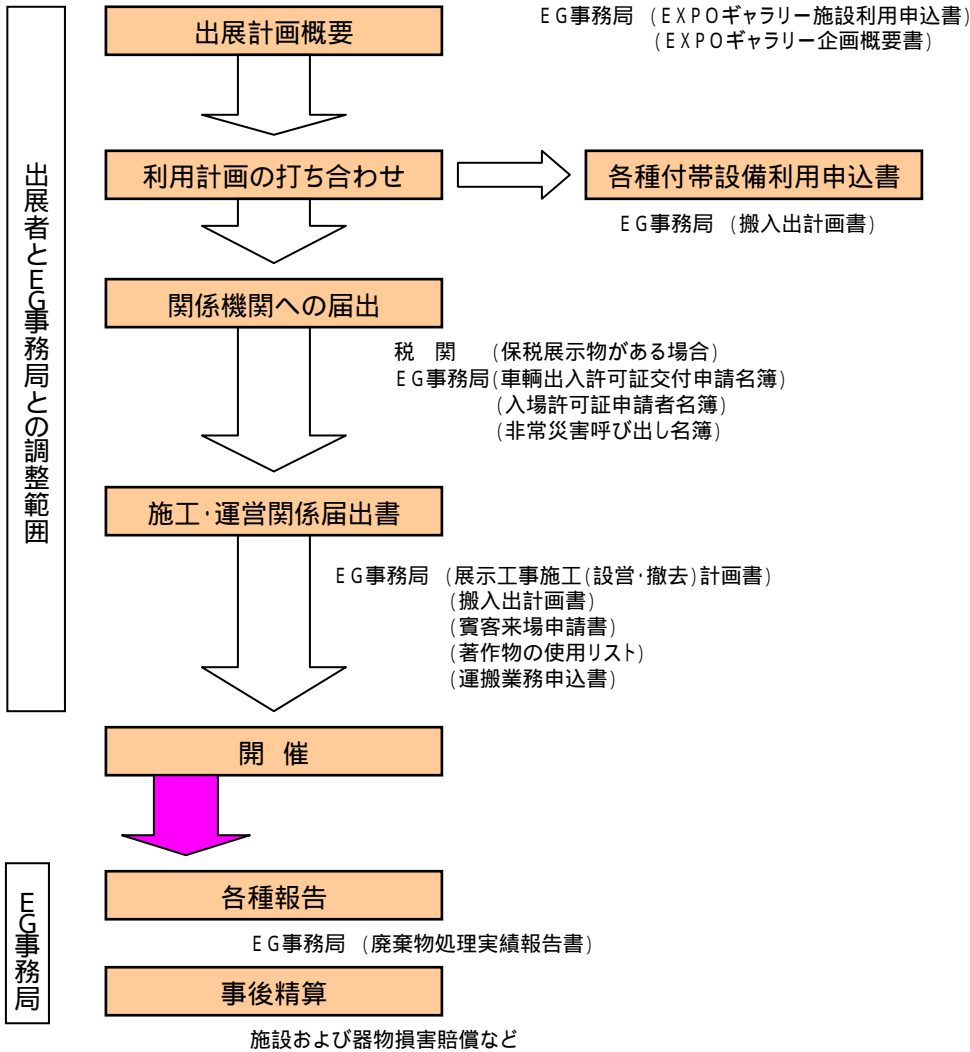 出展計画概要
EG事務局 (EXPOギャラリー施設利用申込書)
(EXPOギャラリー企画概要書)
出展者とEG事務局との調整範囲
利用計画の打ち合わせ
各種付帯設備利用申込書
EG事務局 (搬入出計画書)
関係機関への届出
税 関 (保税展示物がある場合)
EG事務局(車輌出入許可証交付申請名簿)
(入場許可証申請者名簿)
(非常災害呼び出し名簿)
施工・運営関係届出書
EG事務局 (展示工事施工(設営・撤去)計画書)
(搬入出計画書)
(賓客来場申請書)
(著作物の使用リスト)
(運搬業務申込書)
開 催
EG事務局
各種報告
EG事務局 (廃棄物処理実績報告書)
事後精算
施設および器物損害賠償など